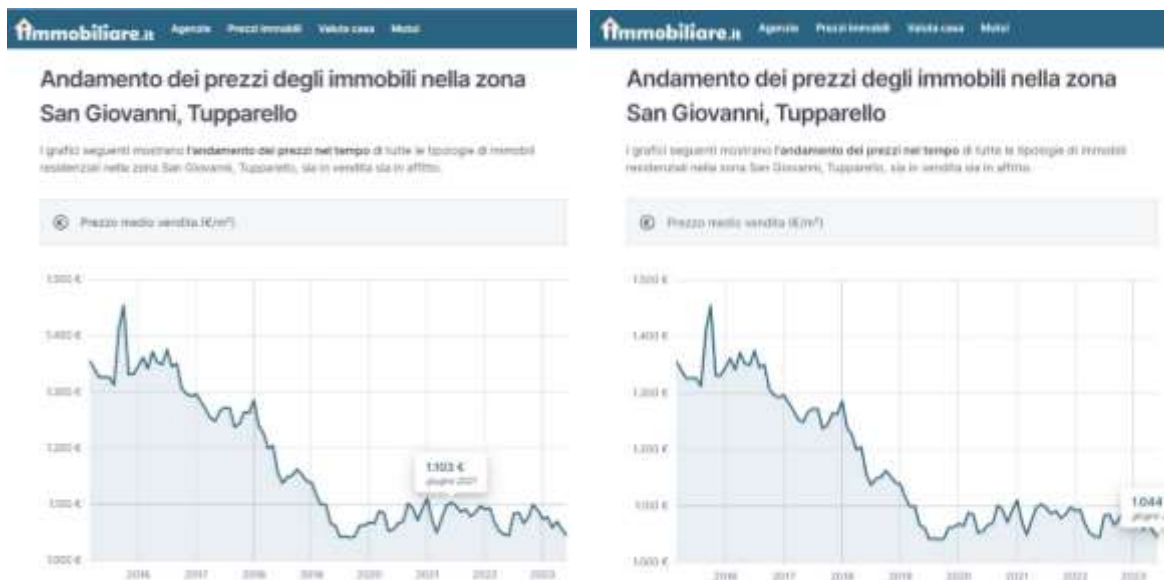 immobiliare.it Agenzie Prezzi immobili Valuta casa Mutui
Andamento dei prezzi degli immobili nella zona
San Giovanni, Tupparello
I grafici seguenti mostrano l'andamento dei prezzi nel tempo di tutte le tipologie di immobili
residenziali nella zona San Giovanni, Tupparello, sia in vendita sia in affitto.
Prezzo medio vendita (€/m²)
1.500 €
1.400 €
1.300 €
1.200 €
1.100 €
1.000 €
1.103 €
giugno 2021
2016 2017 2018 2019 2020 2021 2022 2023
immobiliare.it Agenzie Prezzi immobili Valuta casa Mutui
Andamento dei prezzi degli immobili nella zona
San Giovanni, Tupparello
I grafici seguenti mostrano l'andamento dei prezzi nel tempo di tutte le tipologie di immobili
residenziali nella zona San Giovanni, Tupparello, sia in vendita sia in affitto.
Prezzo medio vendita (€/m²)
1.500 €
1.400 €
1.300 €
1.200 €
1.100 €
1.000 €
1.044
giugno
2016 2017 2018 2019 2020 2021 2022 2023